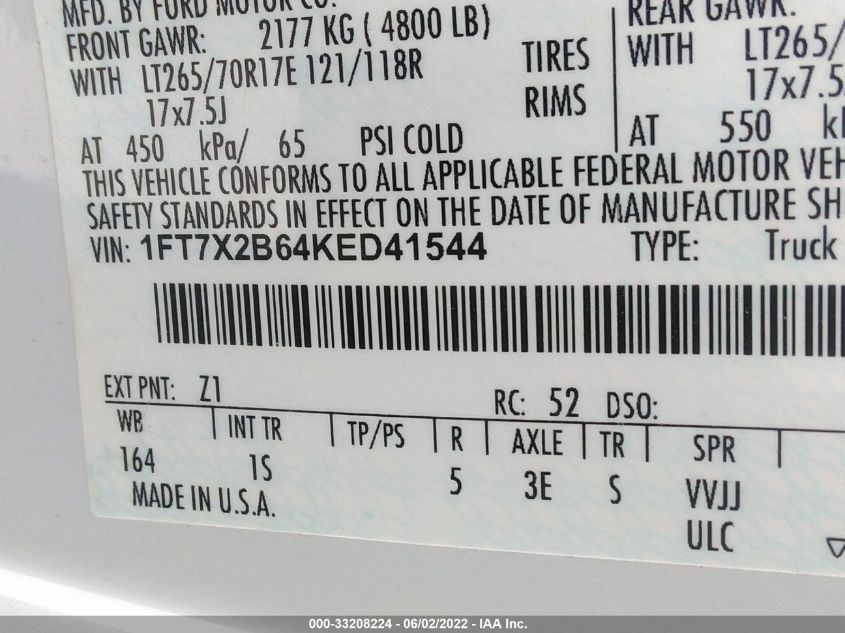 MFD. BY FORD MOTOR CO.
FRONT GAWR: 2177 KG ( 4800 LB)
WITH LT265/70R17E 121/118R TIRES
17x7.5J RIMS
AT 450 kPa/ 65 PSI COLD
REAR GAWR:
WITH LT265/
17x7.5
AT 550
THIS VEHICLE CONFORMS TO ALL APPLICABLE FEDERAL MOTOR VEH
SAFETY STANDARDS IN EFFECT ON THE DATE OF MANUFACTURE SH
VIN: 1FT7X2B64KED41544 TYPE: Truck
EXT PNT: Z1 RC: 52 DSO:
WB INT TR TP/PS R AXLE TR SPR
164 1S 5 3E S VVJJ
MADE IN U.S.A. ULC
000-33208224 - 06/02/2022 - IAA Inc.